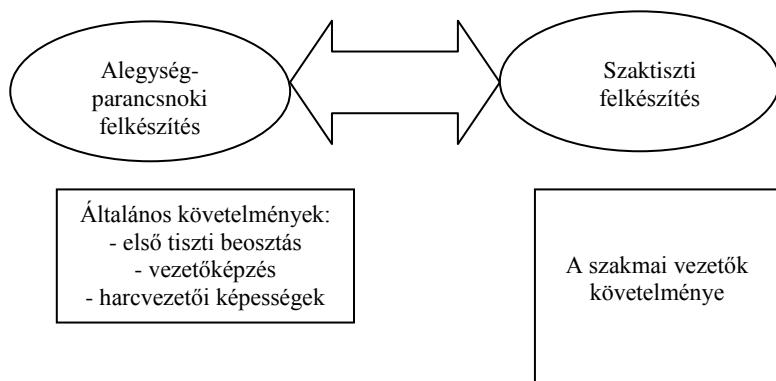 Alegység-
parancsnoki
felkészítés
Szaktiszti
felkészítés
Általános követelmények:
- első tiszti beosztás
- vezetőképzés
- harcvezetői képességek
A szakmai vezetők
követelménye